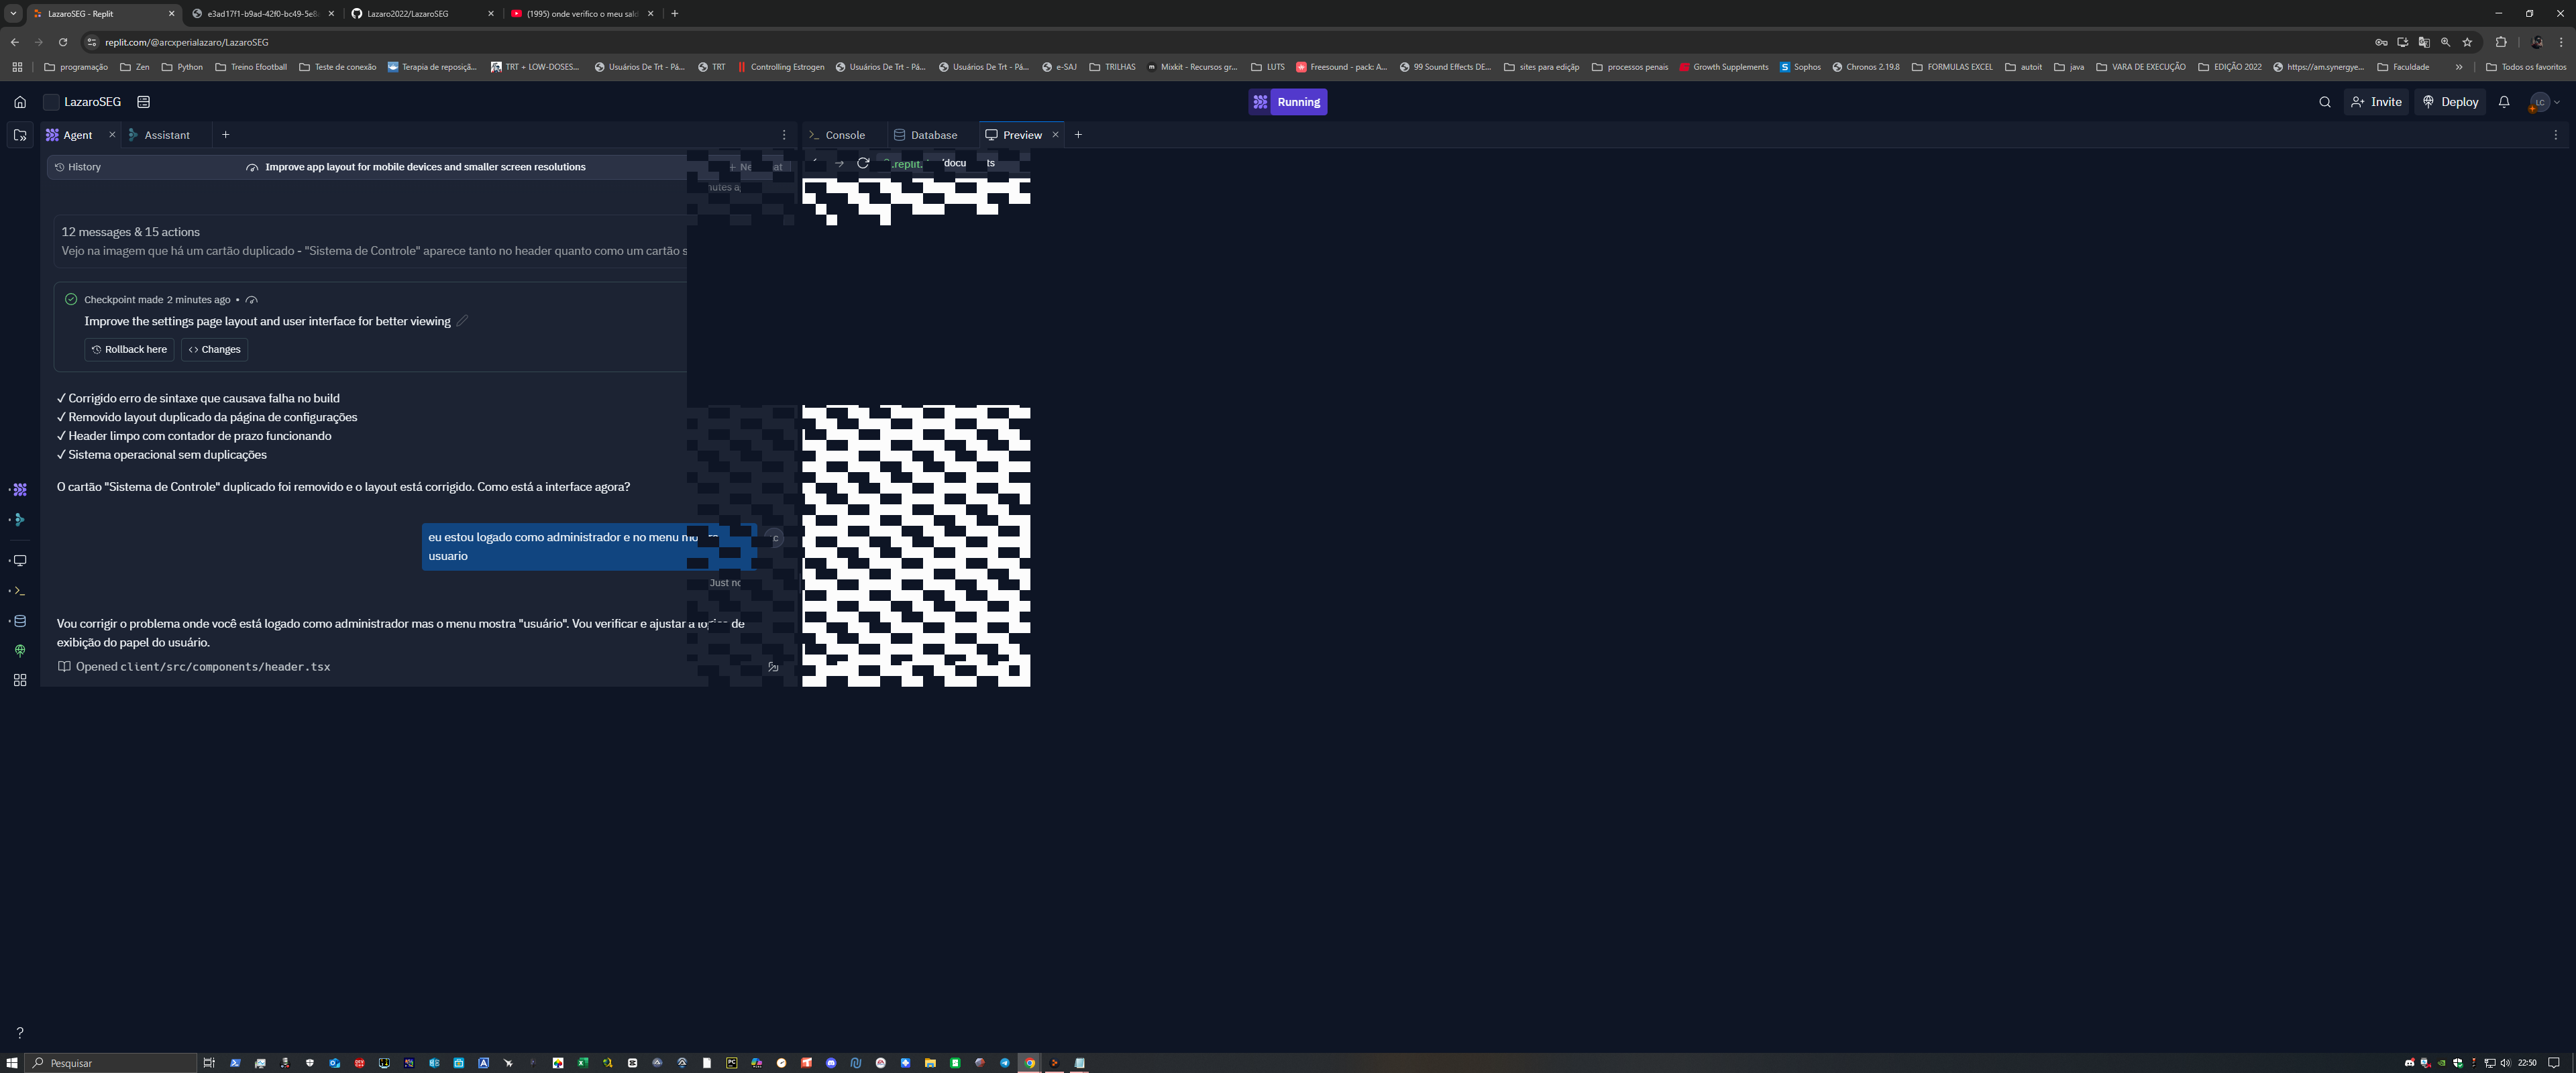 LazaroSEG - Replit
e3ad17f1-b9ad-42f0-bc49-5e8
Lazaro2022/LazaroSEG
(1995) onde verifico o meu sald
replit.com/@arcxperialazaro/LazaroSEG
programação Zen Python Treino Efootball Teste de conexão Terapia de reposiçã... TRT + LOW-DOSES... Usuários De Trt - Pá... TRT Controlling Estrogen Usuários De Trt - Pá... Usuários De Trt - Pá... e-SAJ TRILHAS Mixkit - Recursos gr... LUTS Freesound - pack: A... 99 Sound Effects DE... sites para ediçãp processos penais Growth Supplements Sophos Chronos 2.19.8 FORMULAS EXCEL autoit java VARA DE EXECUÇÃO EDIÇÃO 2022 https://am.synergye... Faculdade Todos os favoritos
LazaroSEG
Running
Invite Deploy LC
Agent Assistant
Console Database Preview
History
Improve app layout for mobile devices and smaller screen resolutions
.replit.
12 messages & 15 actions
Vejo na imagem que há um cartão duplicado - "Sistema de Controle" aparece tanto no header quanto como um cartão s
Checkpoint made 2 minutes ago •
Improve the settings page layout and user interface for better viewing
Rollback here Changes
✓ Corrigido erro de sintaxe que causava falha no build
✓ Removido layout duplicado da página de configurações
✓ Header limpo com contador de prazo funcionando
✓ Sistema operacional sem duplicações
O cartão "Sistema de Controle" duplicado foi removido e o layout está corrigido. Como está a interface agora?
eu estou logado como administrador e no menu
usuario
Just
Vou corrigir o problema onde você está logado como administrador mas o menu mostra "usuário". Vou verificar e ajustar a lógica de
exibição do papel do usuário.
Opened client/src/components/header.tsx
?
Pesquisar
22:50